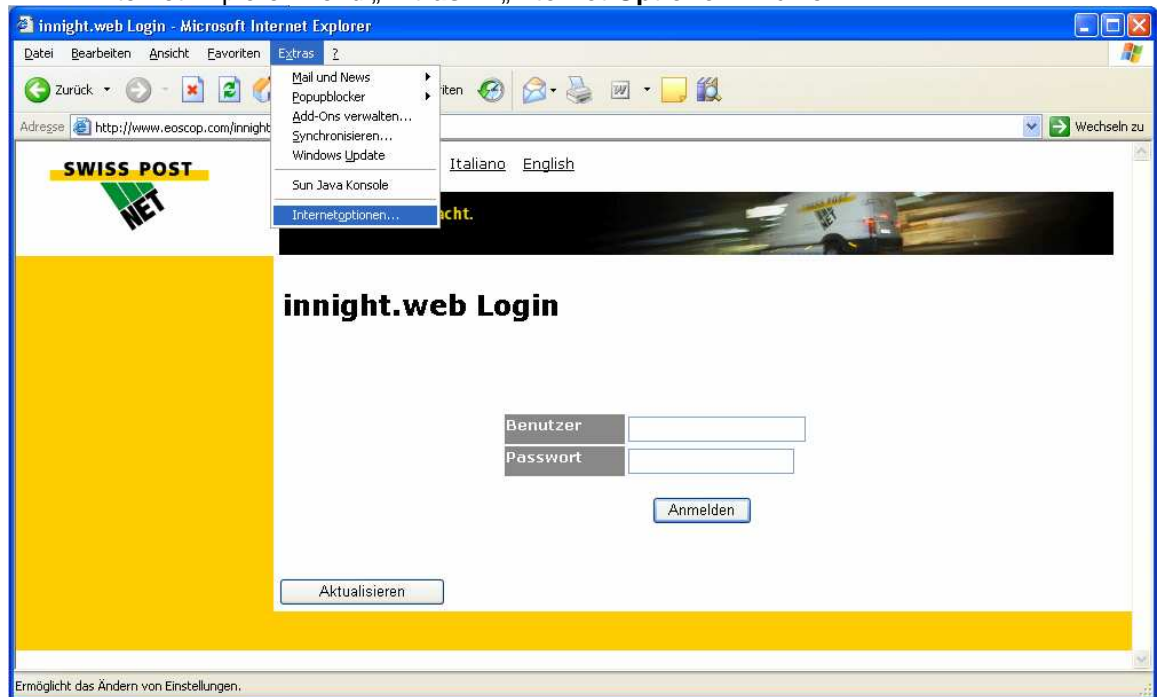 innight.web Login - Microsoft Internet Explorer
Datei Bearbeiten Ansicht Favoriten Extras ?
Zurück
Mail und News
Popupblocker
Add-Ons verwalten...
Synchronisieren...
Windows Update
Sun Java Konsole
Internetoptionen...
Adresse http://www.eoscop.com/innight
Wechseln zu
SWISS POST
NET
Italiano English
innight.web Login
Benutzer
Passwort
Anmelden
Aktualisieren
Ermöglicht das Ändern von Einstellungen.